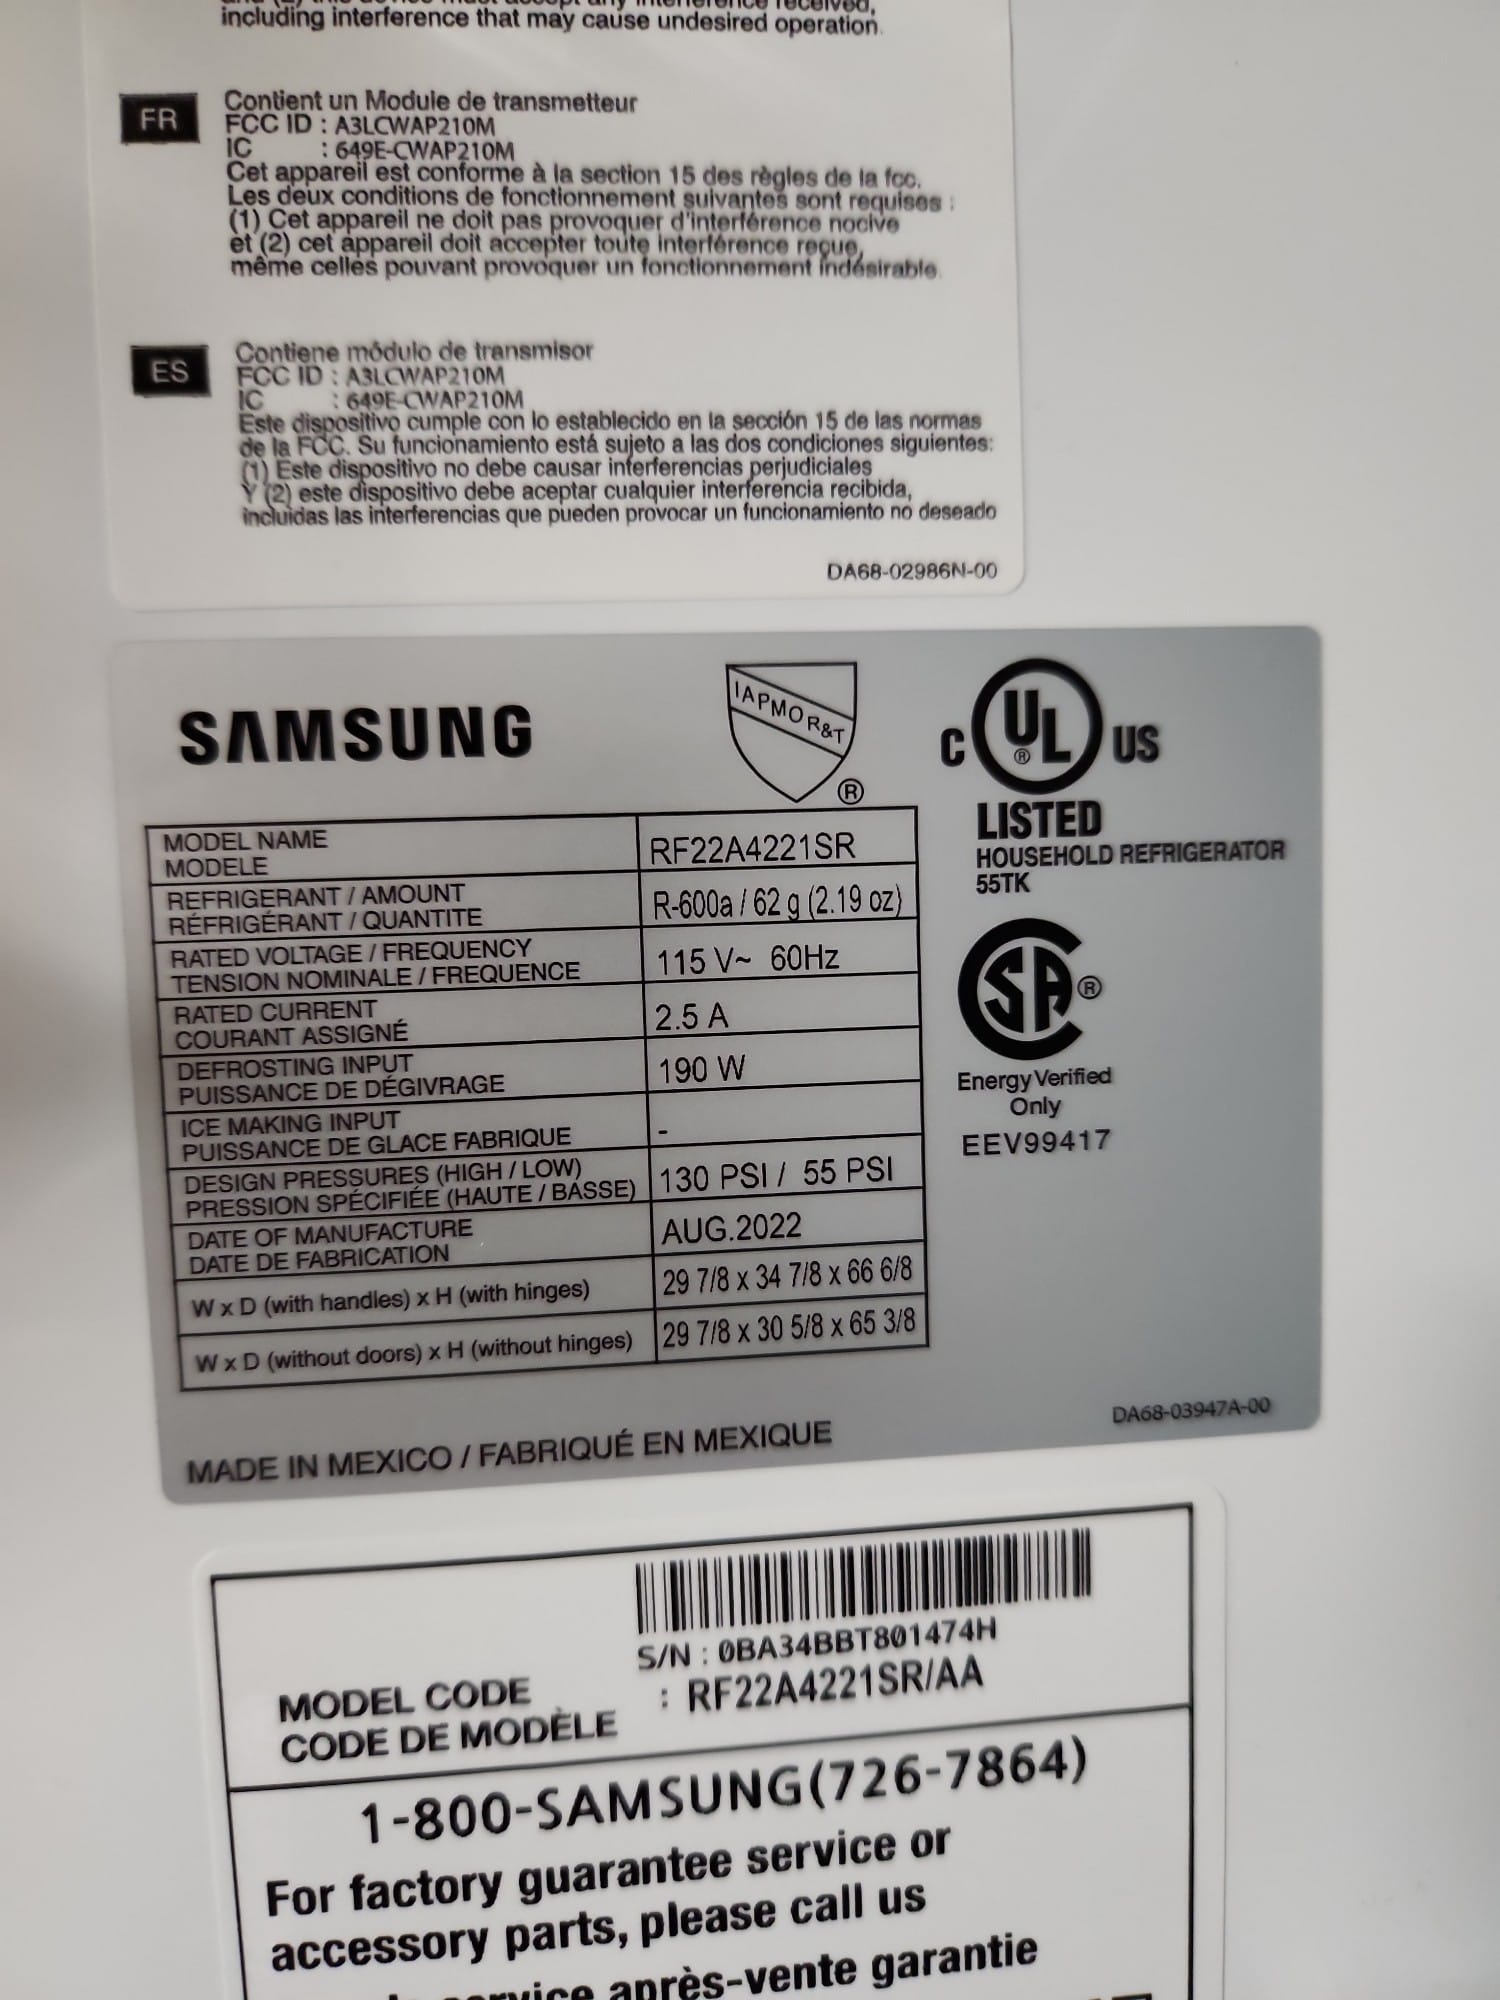 including interference that may cause undesired operation.
FR
Contient un Module de transmetteur
FCC ID : A3LCWAP210M
IC : 649E-CWAP210M
Cet appareil est conforme à la section 15 des règles de la fcc.
Les deux conditions de fonctionnement suivantes sont requises :
(1) Cet appareil ne doit pas provoquer d'interférence nocive
et (2) cet appareil doit accepter toute interférence reçue,
même celles pouvant provoquer un fonctionnement indésirable.
ES
Contiene módulo de transmisor
FCC ID : A3LCWAP210M
IC : 649E-CWAP210M
Este dispositivo cumple con lo establecido en la sección 15 de las normas
de la FCC. Su funcionamiento está sujeto a las dos condiciones siguientes:
(1) Este dispositivo no debe causar interferencias perjudiciales
Y (2) este dispositivo debe aceptar cualquier interferencia recibida,
incluidas las interferencias que pueden provocar un funcionamiento no deseado
DA68-02986N-00
SAMSUNG
IAPMO R&T
®
C UL ® US
LISTED
HOUSEHOLD REFRIGERATOR
55TK
SA ®
Energy Verified
Only
EEV99417
MODEL NAME
MODELE
RF22A4221SR
REFRIGERANT / AMOUNT
RÉFRIGÉRANT / QUANTITE
R-600a / 62 g (2.19 oz)
RATED VOLTAGE / FREQUENCY
TENSION NOMINALE / FREQUENCE
115 V~ 60Hz
RATED CURRENT
COURANT ASSIGNÉ
2.5 A
DEFROSTING INPUT
PUISSANCE DE DÉGIVRAGE
190 W
ICE MAKING INPUT
PUISSANCE DE GLACE FABRIQUE
-
DESIGN PRESSURES (HIGH / LOW)
PRESSION SPÉCIFIÉE (HAUTE / BASSE)
130 PSI / 55 PSI
DATE OF MANUFACTURE
DATE DE FABRICATION
AUG.2022
W x D (with handles) x H (with hinges)
29 7/8 x 34 7/8 x 66 6/8
W x D (without doors) x H (without hinges)
29 7/8 x 30 5/8 x 65 3/8
DA68-03947A-00
MADE IN MEXICO / FABRIQUÉ EN MEXIQUE
S/N : 0BA34BBT801474H
MODEL CODE
CODE DE MODÈLE
: RF22A4221SR/AA
1-800-SAMSUNG(726-7864)
For factory guarantee service or
accessory parts, please call us
service après-vente garantie